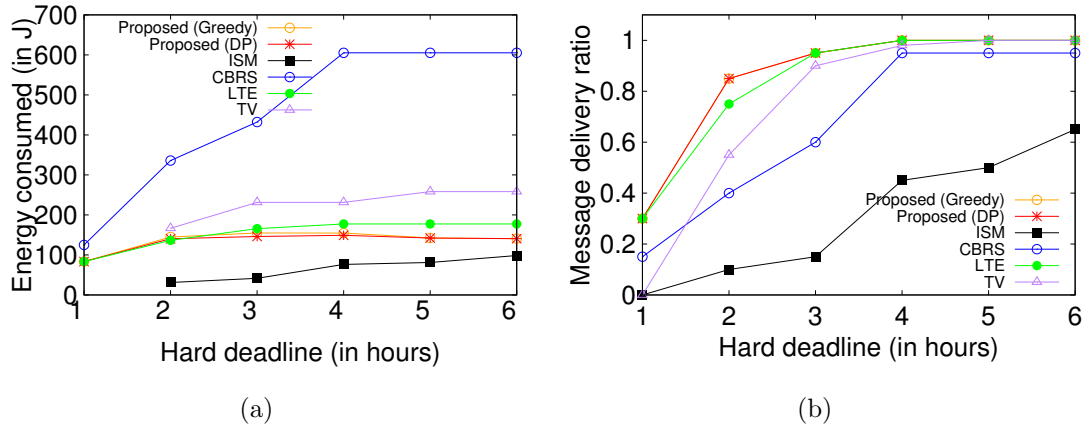 Energy consumed (in J)
700
600
500
400
300
200
100
0
1 2 3 4 5 6
Hard deadline (in hours)
Proposed (Greedy)
Proposed (DP)
ISM
CBRS
LTE
TV
(a)
Message delivery ratio
1
0.8
0.6
0.4
0.2
0
1 2 3 4 5 6
Hard deadline (in hours)
Proposed (Greedy)
Proposed (DP)
ISM
CBRS
LTE
TV
(b)